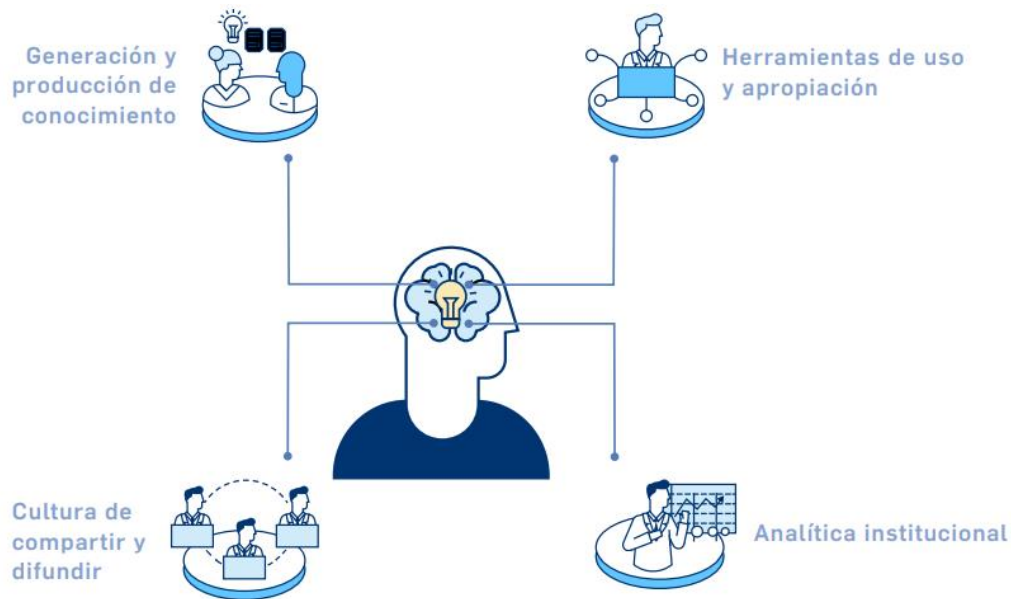 Generación y
producción de
conocimiento
Herramientas de uso
y apropiación
Cultura de
compartir y
difundir
Analítica institucional